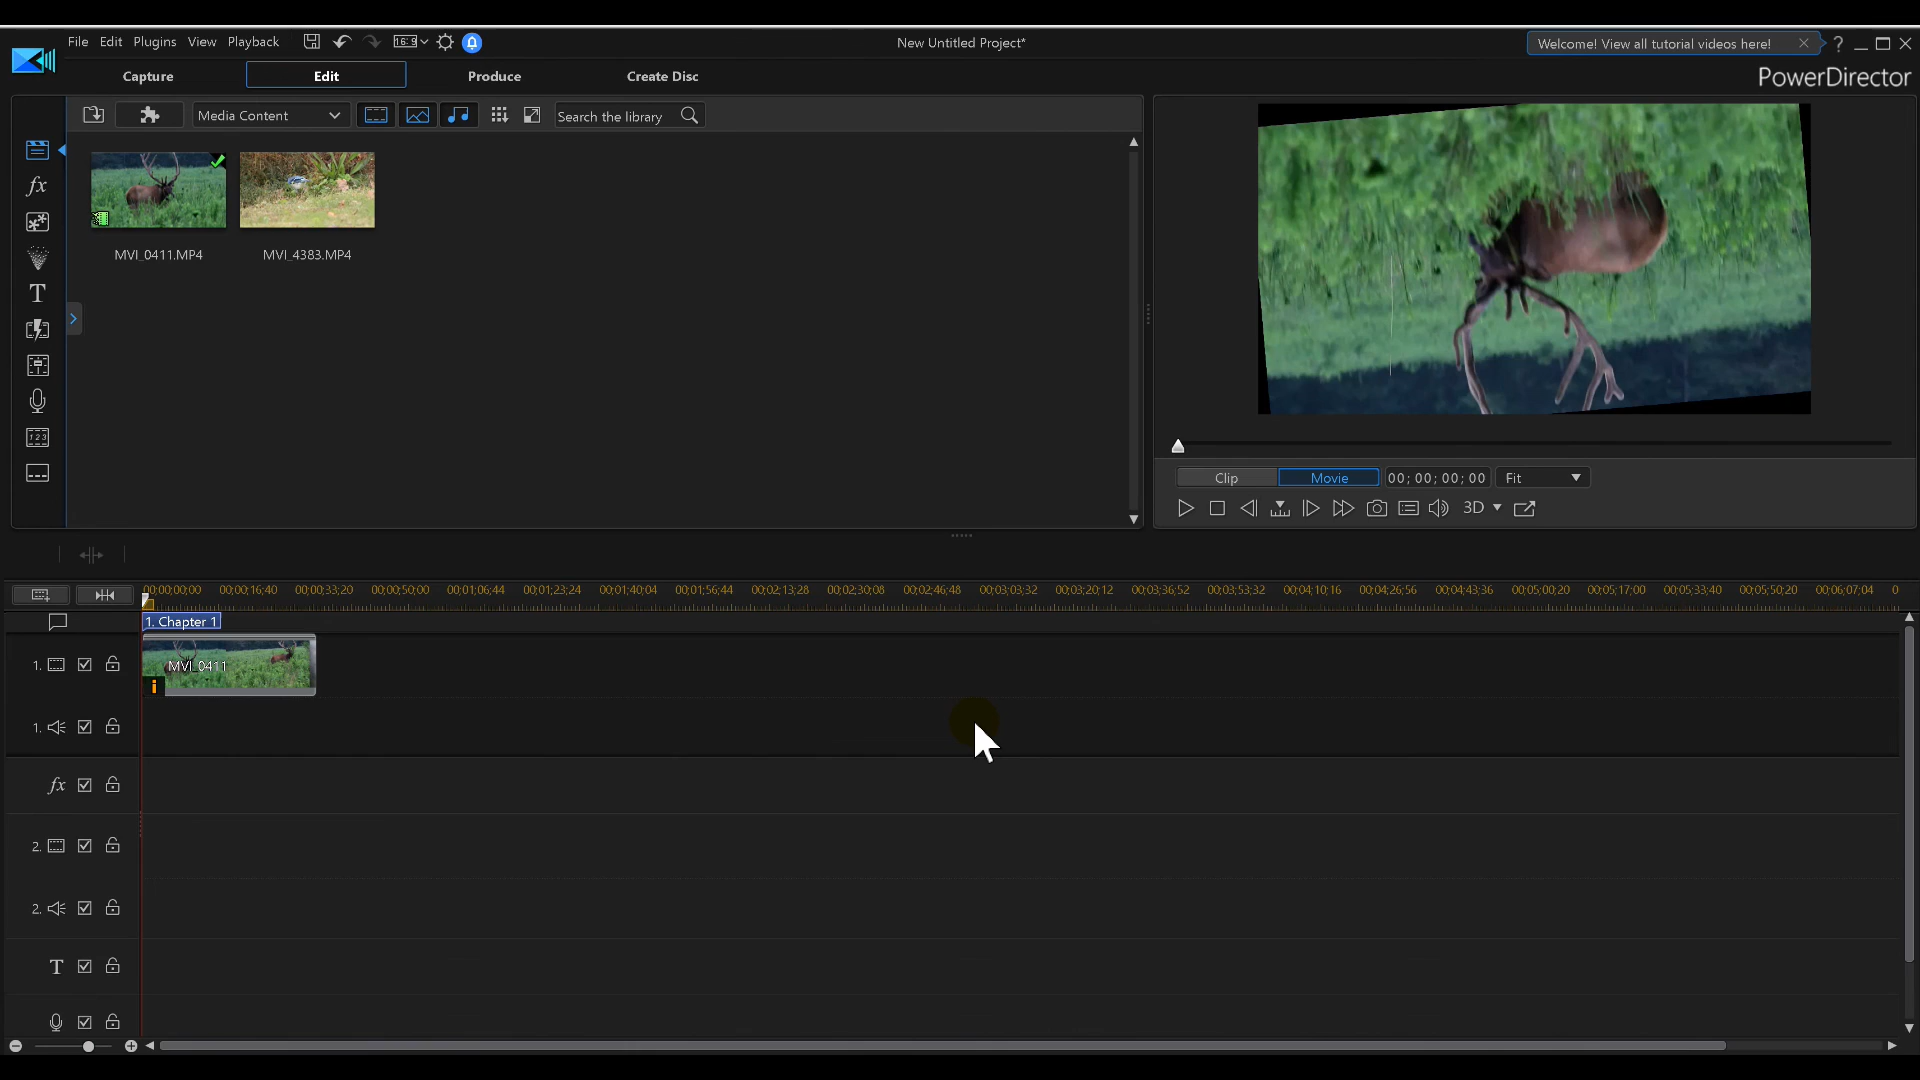 File Edit Plugins View Playback 16:9
New Untitled Project*
Welcome! View all tutorial videos here! ?
Capture Edit Produce Create Disc
PowerDirector
Media Content Search the library
fx
T
MVI_0411.MP4 MVI_4383.MP4
1 2 3
Clip Movie 00; 00; 00; 00 Fit
3D
00;00;00;00 00;00;16;40 00;00;33;20 00;00;50;00 00;01;06;44 00;01;23;24 00;01;40;04 00;01;56;44 00;02;13;28 00;02;30;08 00;02;46;48 00;03;03;32 00;03;20;12 00;03;36;52 00;03;53;32 00;04;10;16 00;04;26;56 00;04;43;36 00;05;00;20 00;05;17;00 00;05;33;40 00;05;50;20 00;06;07;04 0
1. Chapter 1
1. MVI_0411
i
1.
fx
2.
2.
T